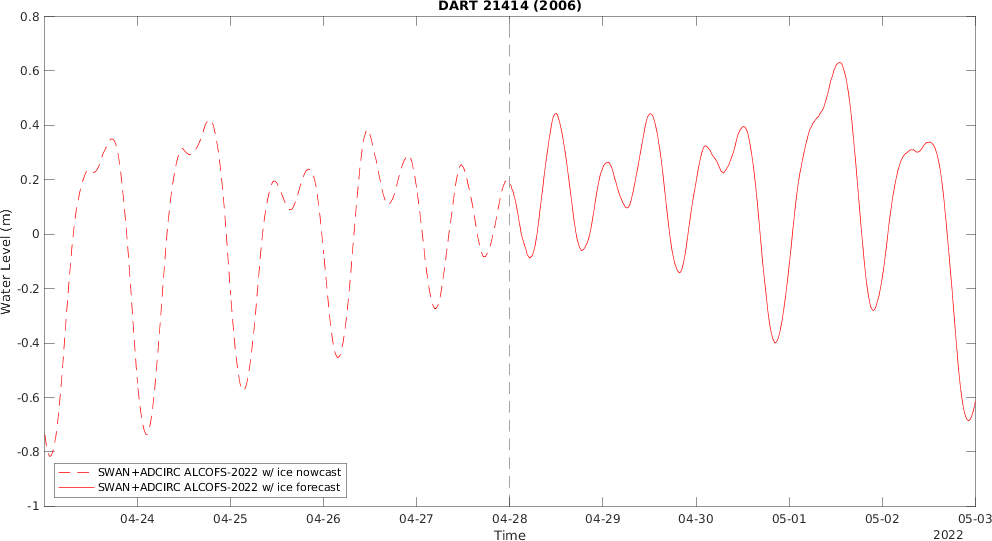 DART 21414 (2006)
0.8
0.6
0.4
0.2
0
-0.2
-0.4
-0.6
-0.8
-1
Water Level (m)
SWAN+ADCIRC ALCOFS-2022 w/ ice nowcast
SWAN+ADCIRC ALCOFS-2022 w/ ice forecast
04-24 04-25 04-26 04-27 04-28 04-29 04-30 05-01 05-02 05-03
Time
2022